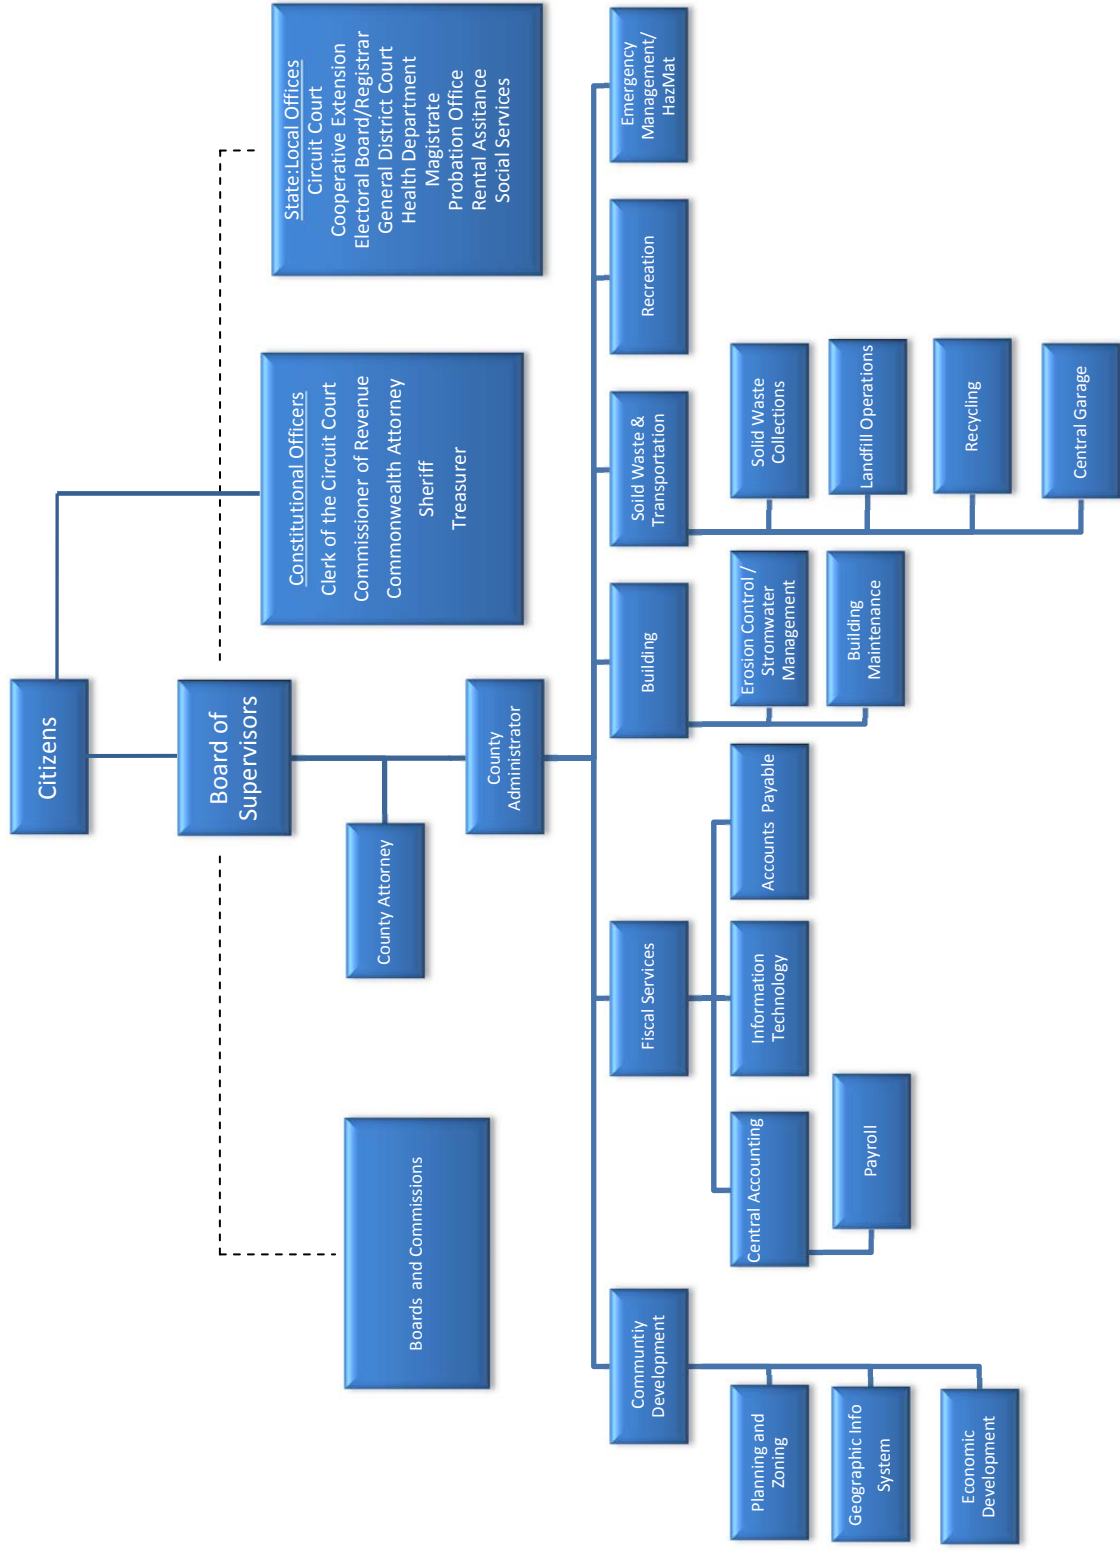 Citizens
Board of
Supervisors
State:Local Offices
Circuit Court
Cooperative Extension
Electoral Board/Registrar
General District Court
Health Department
Magistrate
Probation Office
Rental Assitance
Social Services
Constitutional Officers
Clerk of the Circuit Court
Commissioner of Revenue
Commonwealth Attorney
Sheriff
Treasurer
Boards and Commissions
County Attorney
County
Administrator
Communtiy
Development
Fiscal Services
Building
Soild Waste &
Transportation
Recreation
Emergency
Management/
HazMat
Planning and
Zoning
Geographic Info
System
Economic
Development
Central Accounting
Payroll
Information
Technology
Accounts Payable
Erosion Control /
Stromwater
Management
Building
Maintenance
Solid Waste
Collections
Landfill Operations
Recycling
Central Garage